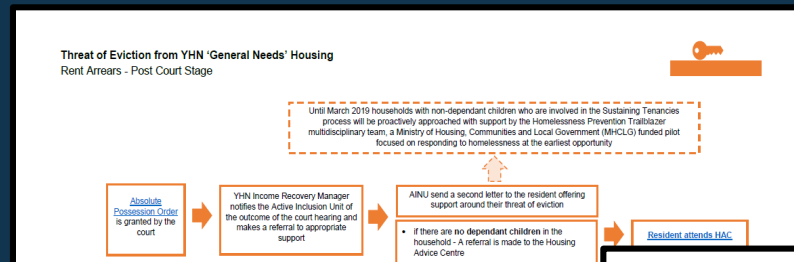 Threat of Eviction from YHN ‘General Needs’ Housing
Rent Arrears - Post Court Stage
Until March 2019 households with non-dependant children who are involved in the Sustaining Tenancies
process will be proactively approached with support by the Homelessness Prevention Trailblazer
multidisciplinary team, a Ministry of Housing, Communities and Local Government (MHCLG) funded pilot
focused on responding to homelessness at the earliest opportunity
Absolute
Possession Order
is granted by the
court
YHN Income Recovery Manager
notifies the Active Inclusion Unit of
the outcome of the court hearing and
makes a referral to appropriate
support
AINU send a second letter to the resident offering
support around their threat of eviction
• if there are no dependant children in the
household - A referral is made to the Housing
Advice Centre
Resident attends HAC